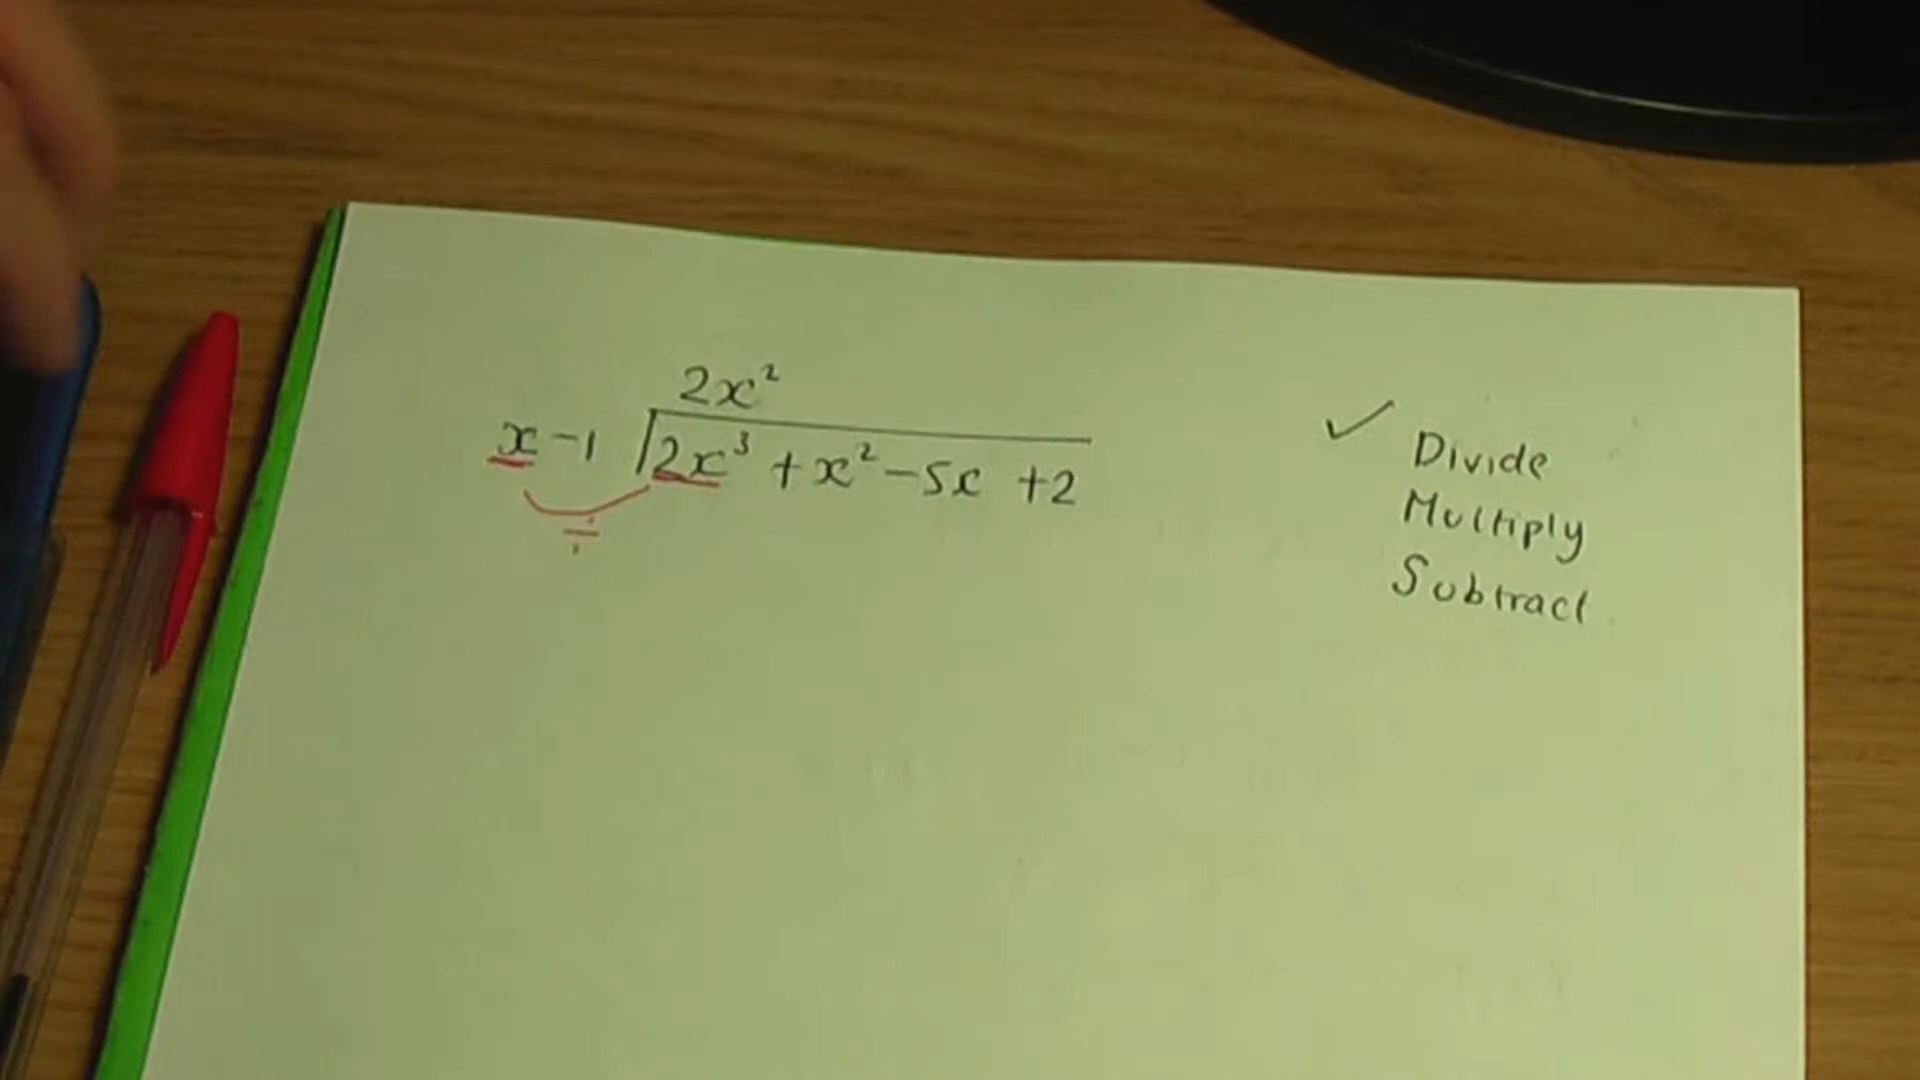 2x²
x-1 2x³ + x² -5x +2
÷
✓ Divide
Multiply
Subtract